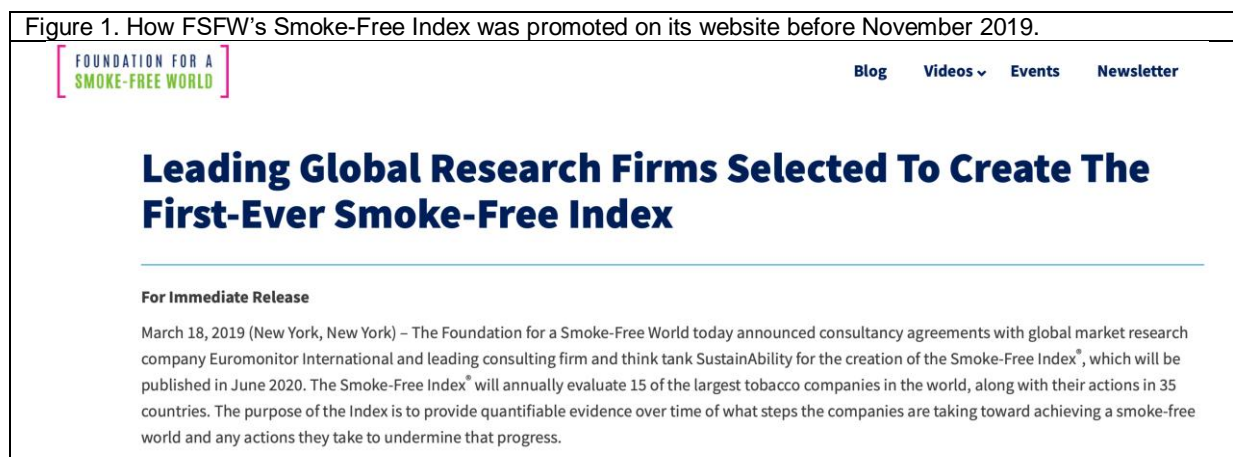 Figure 1. How FSFW's Smoke-Free Index was promoted on its website before November 2019.
FOUNDATION FOR A
SMOKE-FREE WORLD
Blog Videos Events Newsletter
Leading Global Research Firms Selected To Create The
First-Ever Smoke-Free Index
For Immediate Release
March 18, 2019 (New York, New York) – The Foundation for a Smoke-Free World today announced consultancy agreements with global market research
company Euromonitor International and leading consulting firm and think tank SustainAbility for the creation of the Smoke-Free Index®, which will be
published in June 2020. The Smoke-Free Index® will annually evaluate 15 of the largest tobacco companies in the world, along with their actions in 35
countries. The purpose of the Index is to provide quantifiable evidence over time of what steps the companies are taking toward achieving a smoke-free
world and any actions they take to undermine that progress.